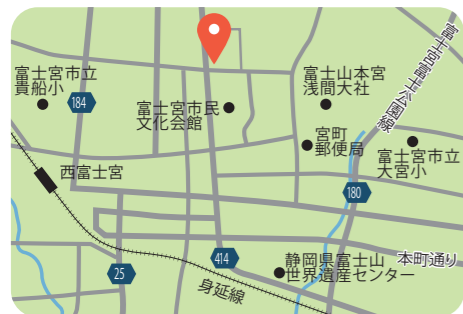 富士宮市立
貴船小
184
富士宮市民
文化会館
富士山本宮
浅間大社
富士宮富士公園線
宮町
郵便局
富士宮市立
大宮小
西富士宮
180
25
414
静岡県富士山
世界遺産センター
本町通り
身延線